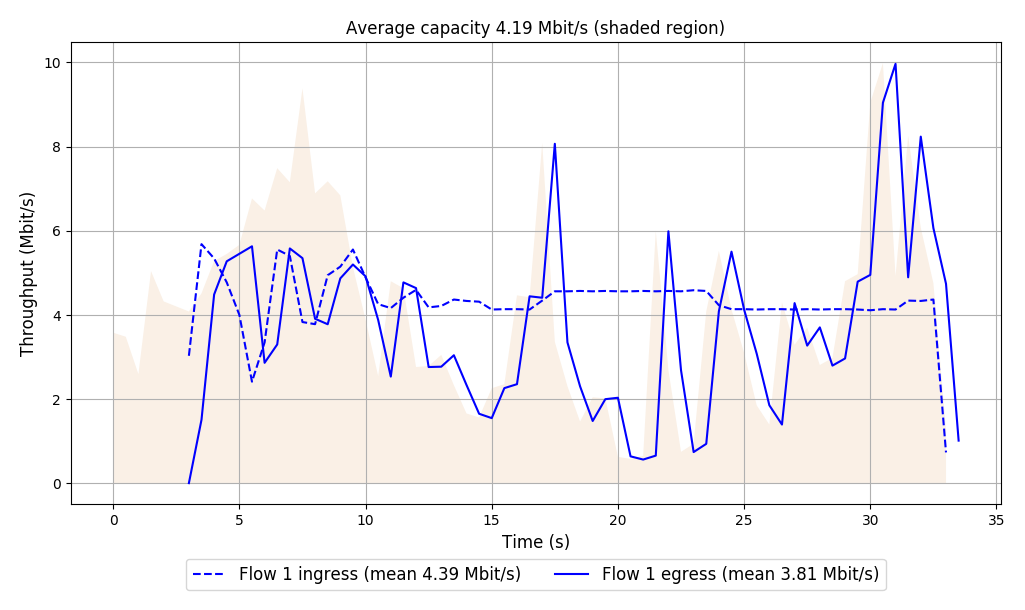 Average capacity 4.19 Mbit/s (shaded region)
Throughput (Mbit/s)
10
8
6
4
2
0
0 5 10 15 20 25 30 35
Time (s)
Flow 1 ingress (mean 4.39 Mbit/s) Flow 1 egress (mean 3.81 Mbit/s)